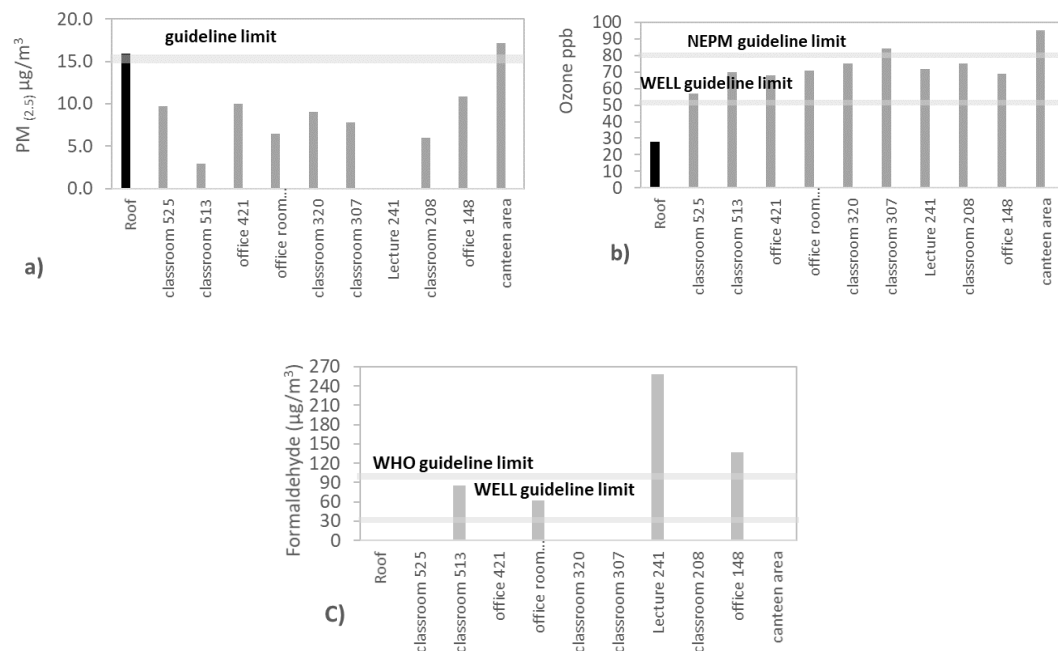 PM (2.5) µg/m³
20.0
15.0
10.0
5.0
0.0
guideline limit
Roof
classroom 525
classroom 513
office 421
office room...
classroom 320
classroom 307
Lecture 241
classroom 208
office 148
canteen area
a)
Ozone ppb
100
90
80
70
60
50
40
30
20
10
0
NEPM guideline limit
WELL guideline limit
Roof
classroom 525
classroom 513
office 421
office room...
classroom 320
classroom 307
Lecture 241
classroom 208
office 148
canteen area
b)
Formaldehyde (µg/m³)
270
240
210
180
150
120
90
60
30
0
WHO guideline limit
WELL guideline limit
Roof
classroom 525
classroom 513
office 421
office room...
classroom 320
classroom 307
Lecture 241
classroom 208
office 148
canteen area
C)